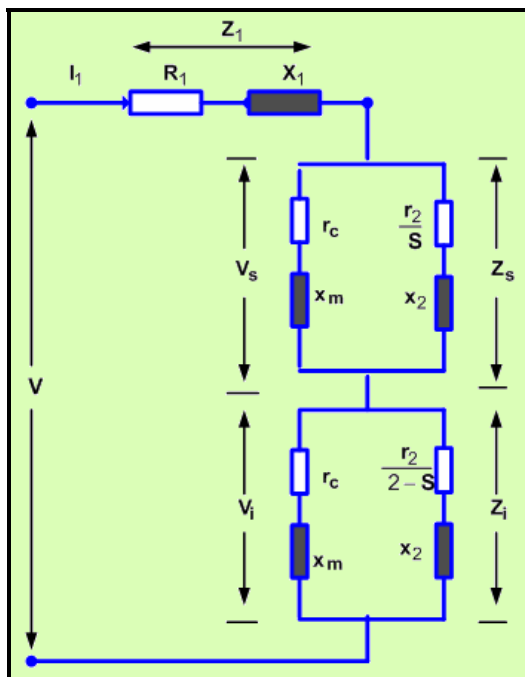 Z1
I1 R1 X1
Vs rc r2/S Zs
xm x2
V
Vi rc r2/2 – S Zi
xm x2